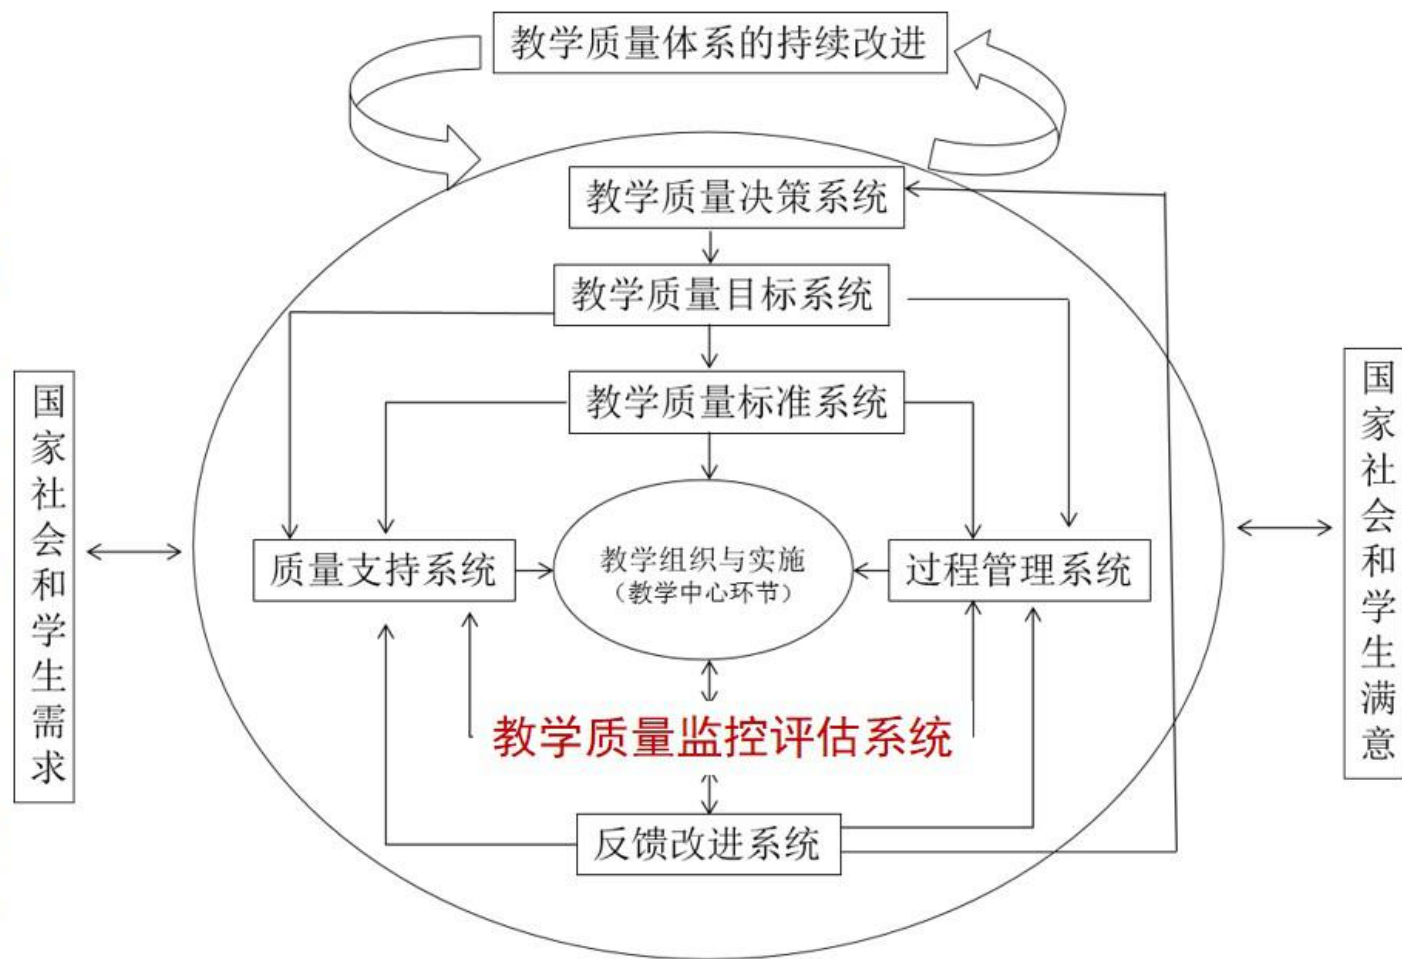 教学质量体系的持续改进
教学质量决策系统
教学质量目标系统
教学质量标准系统
国家社会和学生需求
质量支持系统
教学组织与实施
（教学中心环节）
过程管理系统
国家社会和学生满意
教学质量监控评估系统
反馈改进系统